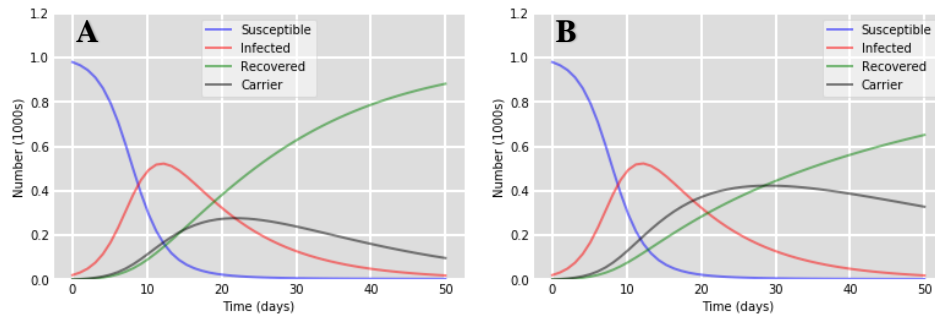 A
Susceptible
Infected
Recovered
Carrier
Number (1000s)
1.2
1.0
0.8
0.6
0.4
0.2
0.0
0 10 20 30 40 50
Time (days)
B
Susceptible
Infected
Recovered
Carrier
Number (1000s)
1.2
1.0
0.8
0.6
0.4
0.2
0.0
0 10 20 30 40 50
Time (days)